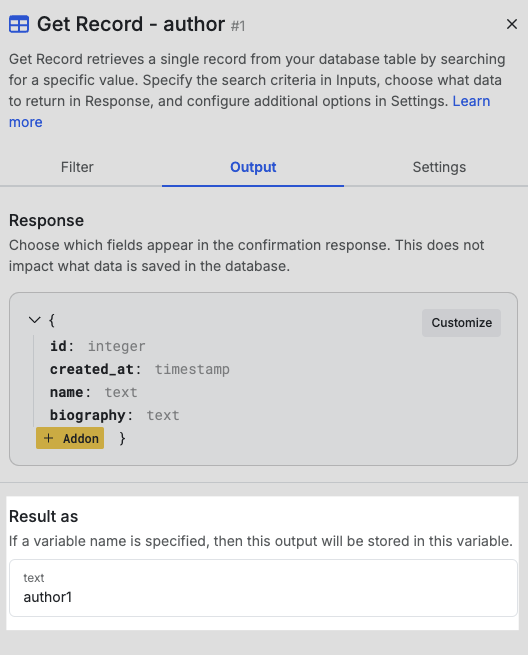 Get Record - author #1
Get Record retrieves a single record from your database table by searching
for a specific value. Specify the search criteria in Inputs, choose what data
to return in Response, and configure additional options in Settings. Learn
more
Filter Output Settings
Response
Choose which fields appear in the confirmation response. This does not
impact what data is saved in the database.
{ Customize
id: integer
created_at: timestamp
name: text
biography: text
+ Addon }
Result as
If a variable name is specified, then this output will be stored in this variable.
text
author1